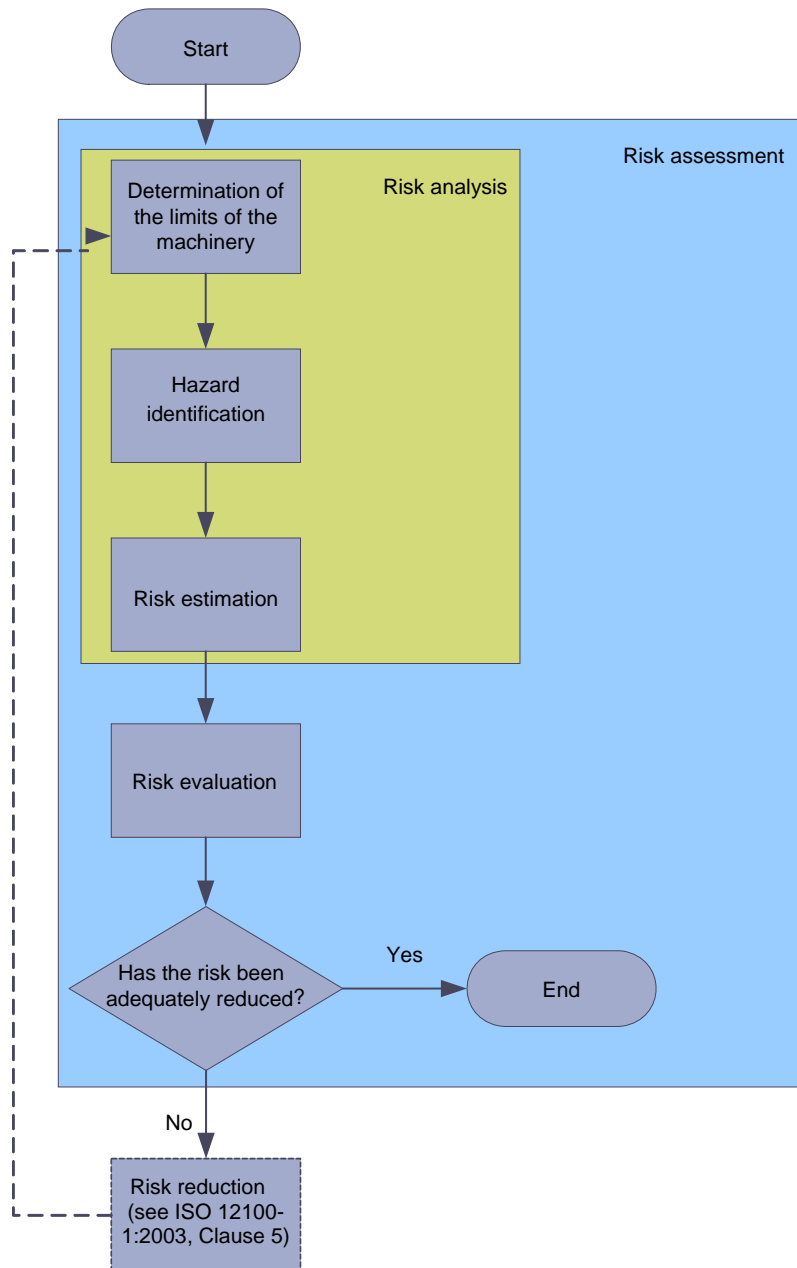 Start
Risk assessment
Risk analysis
Determination of
the limits of the
machinery
Hazard
identification
Risk estimation
Risk evaluation
Has the risk been
adequately reduced?
Yes
End
No
Risk reduction
(see ISO 12100-
1:2003, Clause 5)